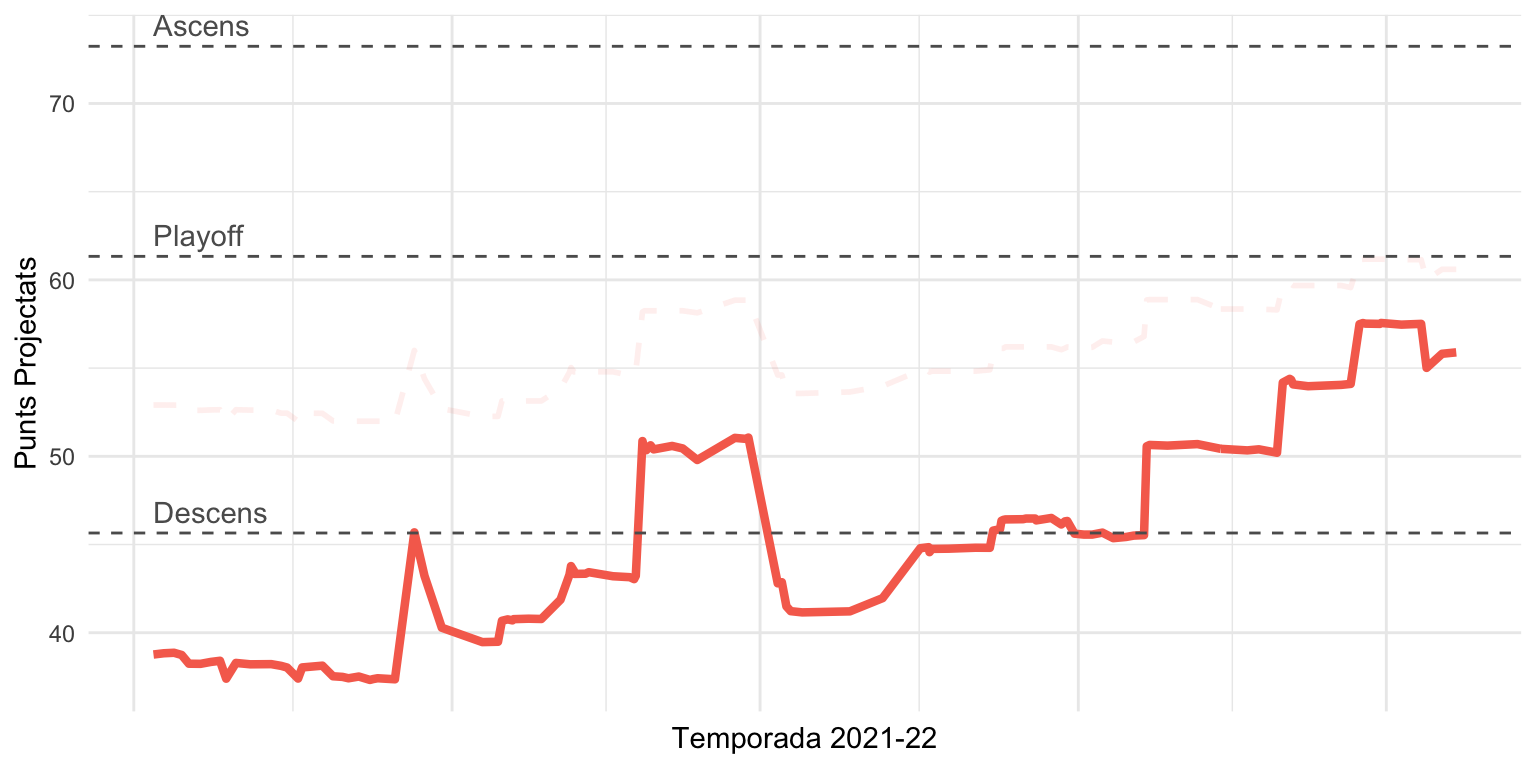 Ascens
70
Playoff
60
50
Descens
40
Punts Projectats
Temporada 2021-22